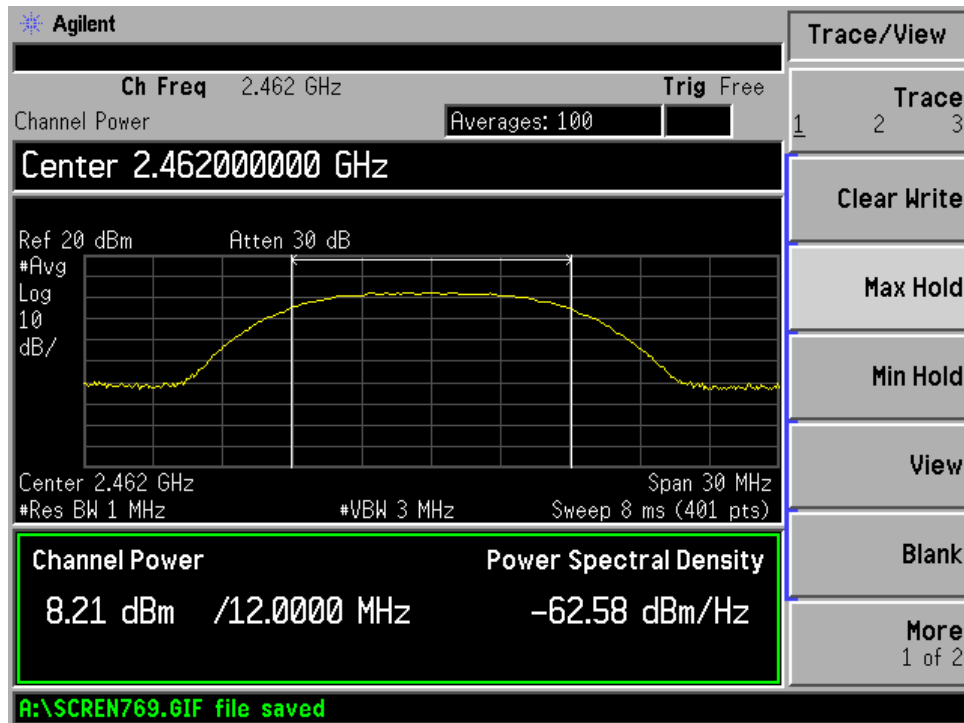 Agilent
Trace/View
Ch Freq 2.462 GHz Trig Free
Channel Power Averages: 100
Trace
1 2 3
Center 2.462000000 GHz
Clear Write
Ref 20 dBm Atten 30 dB
#Avg
Log
10
dB/
Max Hold
Min Hold
View
Center 2.462 GHz Span 30 MHz
#Res BW 1 MHz #VBW 3 MHz Sweep 8 ms (401 pts)
Channel Power Power Spectral Density
8.21 dBm /12.0000 MHz -62.58 dBm/Hz
Blank
More
1 of 2
A:\SCREN769.GIF file saved